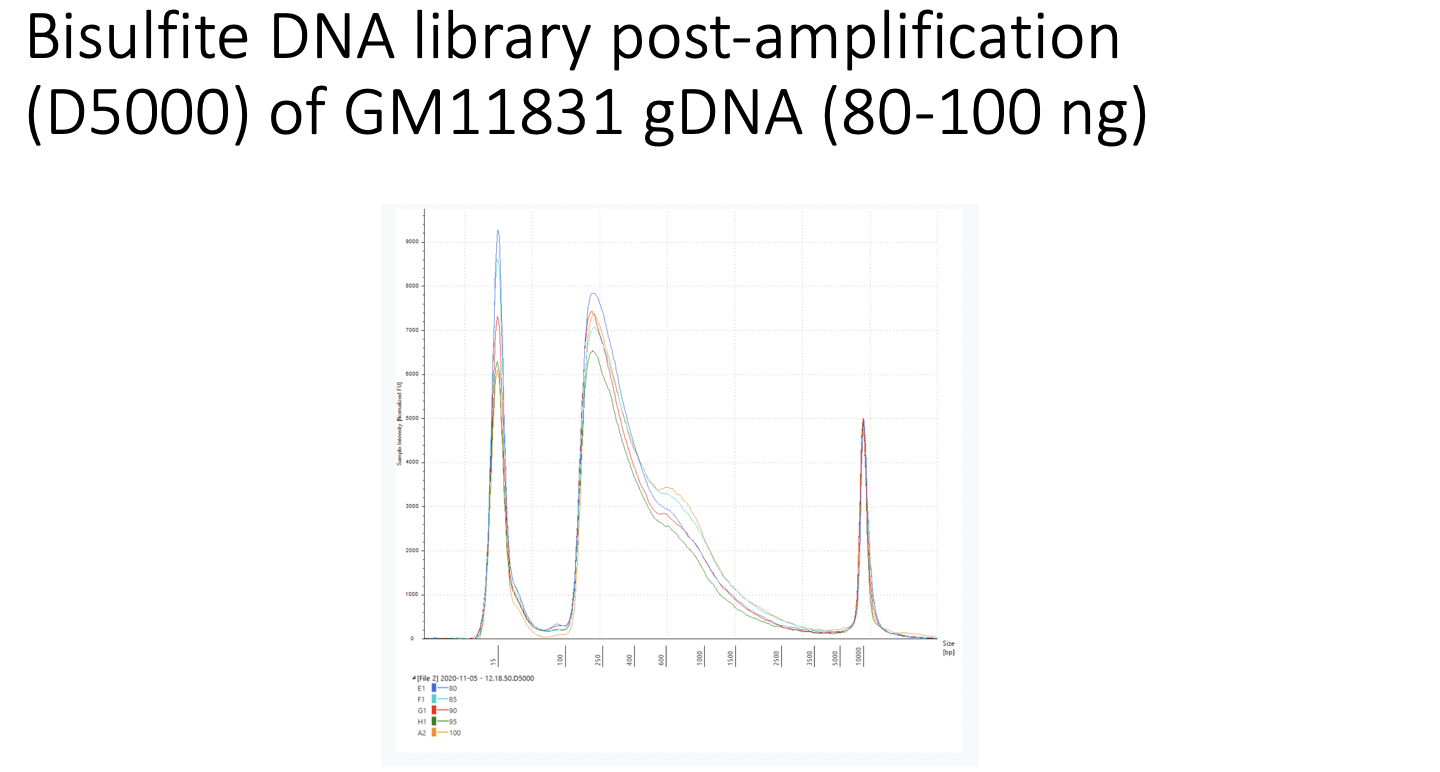 Bisulfite DNA library post-amplification
(D5000) of GM11831 gDNA (80-100 ng)
9000
8000
7000
6000
5000
4000
3000
2000
1000
0
Sample Intensity [Normalized FU]
15
100
250
400
600
1000
1500
2500
3500
5000
10000
Size
[bp]
[File 2] 2020-11-05 - 12.18.50.D5000
E1 80
F1 85
G1 90
H1 95
A2 100